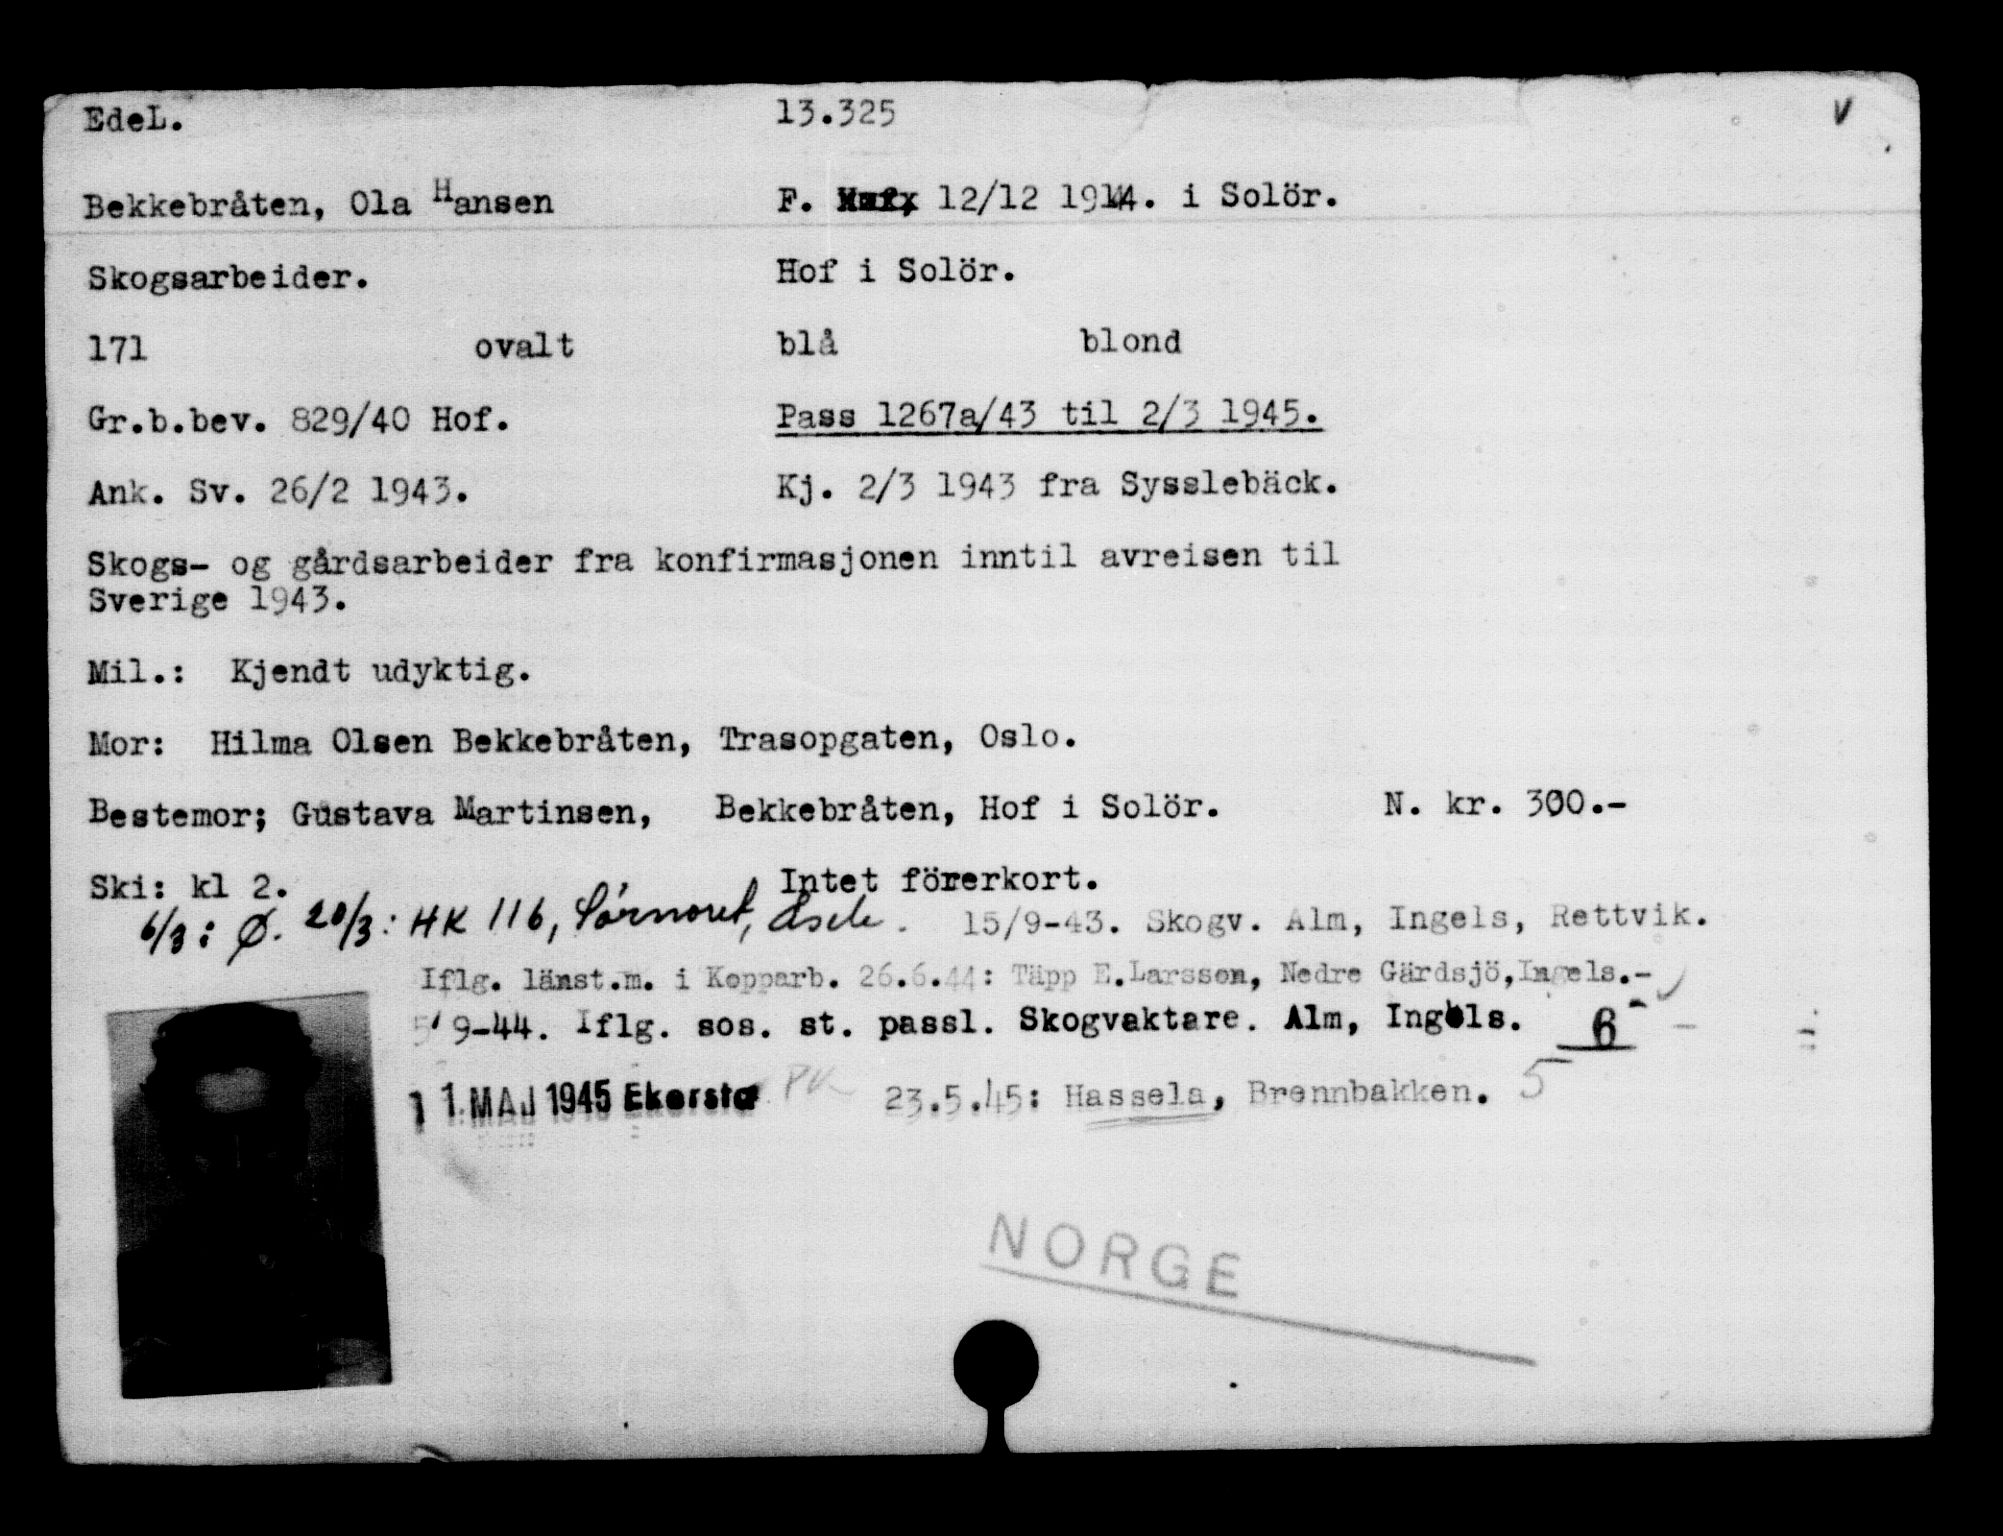 EdeL. 13.325 V
Bekkebråten, Ola Hansen F. 12/12 1914. i Solör.
Skogsarbeider. Hof i Solör.
171 ovalt blå blond
Gr.b.bev. 829/40 Hof. Pass 1267a/43 til 2/3 1945.
Ank. Sv. 26/2 1943. Kj. 2/3 1943 fra Sysslebäck.
Skogs- og gårdsarbeider fra konfirmasjonen inntil avreisen til
Sverige 1943.
Mil.: Kjendt udyktig.
Mor: Hilma Olsen Bekkebråten, Trasopgaten, Oslo.
Bestemor; Gustava Martinsen, Bekkebråten, Hof i Solör. N. kr. 300.-
Ski: kl 2. Intet förerkort.
6/3: Ø. 20/3: HK 116, Sörnoret, Åsele. 15/9-43. Skogv. Alm, Ingels, Rettvik.
Iflg. länst.m. i Kopparb. 26.6.44: Täpp E.Larsson, Nedre Gärdsjö,Ingels.-
5/9-44. Iflg. sos. st. passl. Skogvaktare. Alm, Ingels. 6
11. MAJ 1945 Ekersta PK 23.5.45: Hassela, Brennbakken. 5
NORGE